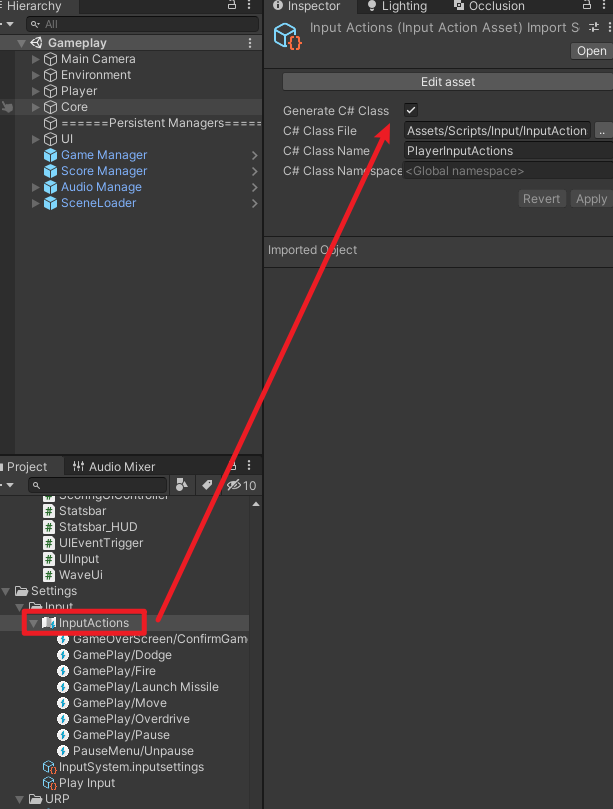 Hierarchy
All
Gameplay
Main Camera
Environment
Player
Core
======Persistent Managers=====
UI
Game Manager
Score Manager
Audio Manage
SceneLoader
Inspector
Lighting
Occlusion
Input Actions (Input Action Asset) Import S
Open
Edit asset
Generate C# Class
C# Class File
Assets/Scripts/Input/InputAction
..
C# Class Name
PlayerInputActions
C# Class Namespace
<Global namespace>
Revert
Apply
Imported Object
Project
Audio Mixer
10
ScoringUIController
Statsbar
Statsbar_HUD
UIEventTrigger
UIInput
WaveUi
Settings
Input
InputActions
GameOverScreen/ConfirmGam
GamePlay/Dodge
GamePlay/Fire
GamePlay/Launch Missile
GamePlay/Move
GamePlay/Overdrive
GamePlay/Pause
PauseMenu/Unpause
InputSystem.inputsettings
Play Input
URP